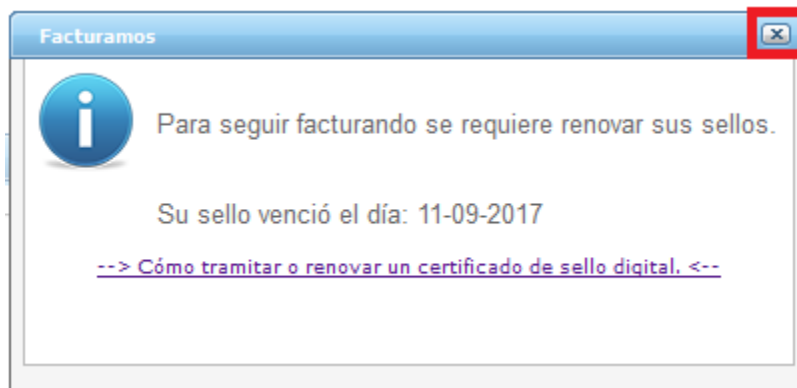 Facturamos
Para seguir facturando se requiere renovar sus sellos.
Su sello venció el día: 11-09-2017
--> Cómo tramitar o renovar un certificado de sello digital. <--